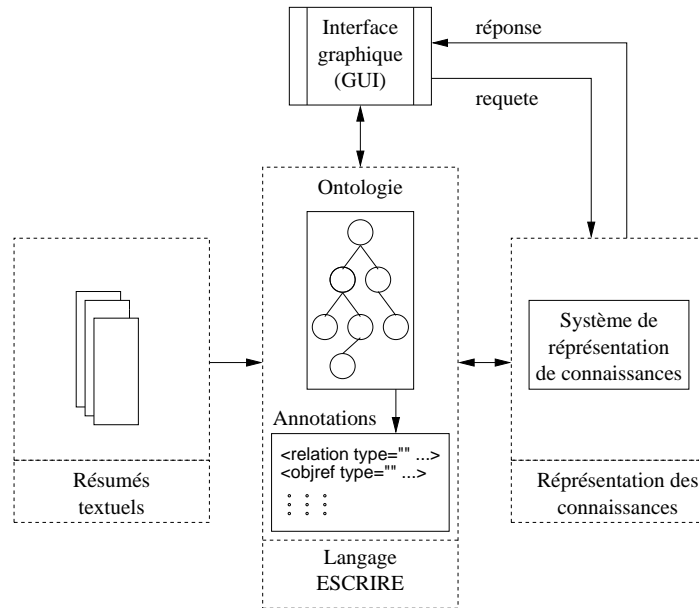 Interface
graphique
(GUI)
réponse
requete
Ontologie
Système de
réprésentation
de connaissances
Annotations
<relation type="" ...>
<objref type="" ...>
Résumés
textuels
Réprésentation des
connaissances
Langage
ESCRIRE